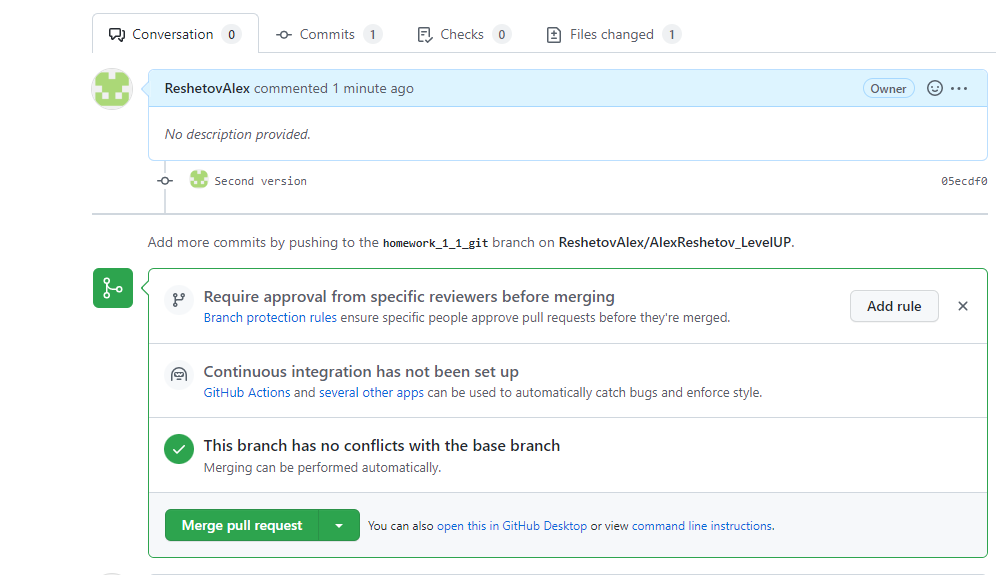 Conversation 0 Commits 1 Checks 0 Files changed 1
ReshetovAlex commented 1 minute ago Owner
No description provided.
Second version 05ecdf0
Add more commits by pushing to the homework_1_1_git branch on ReshetovAlex/AlexReshetov_LevelUP.
Require approval from specific reviewers before merging
Branch protection rules ensure specific people approve pull requests before they're merged.
Add rule
Continuous integration has not been set up
GitHub Actions and several other apps can be used to automatically catch bugs and enforce style.
This branch has no conflicts with the base branch
Merging can be performed automatically.
Merge pull request You can also open this in GitHub Desktop or view command line instructions.